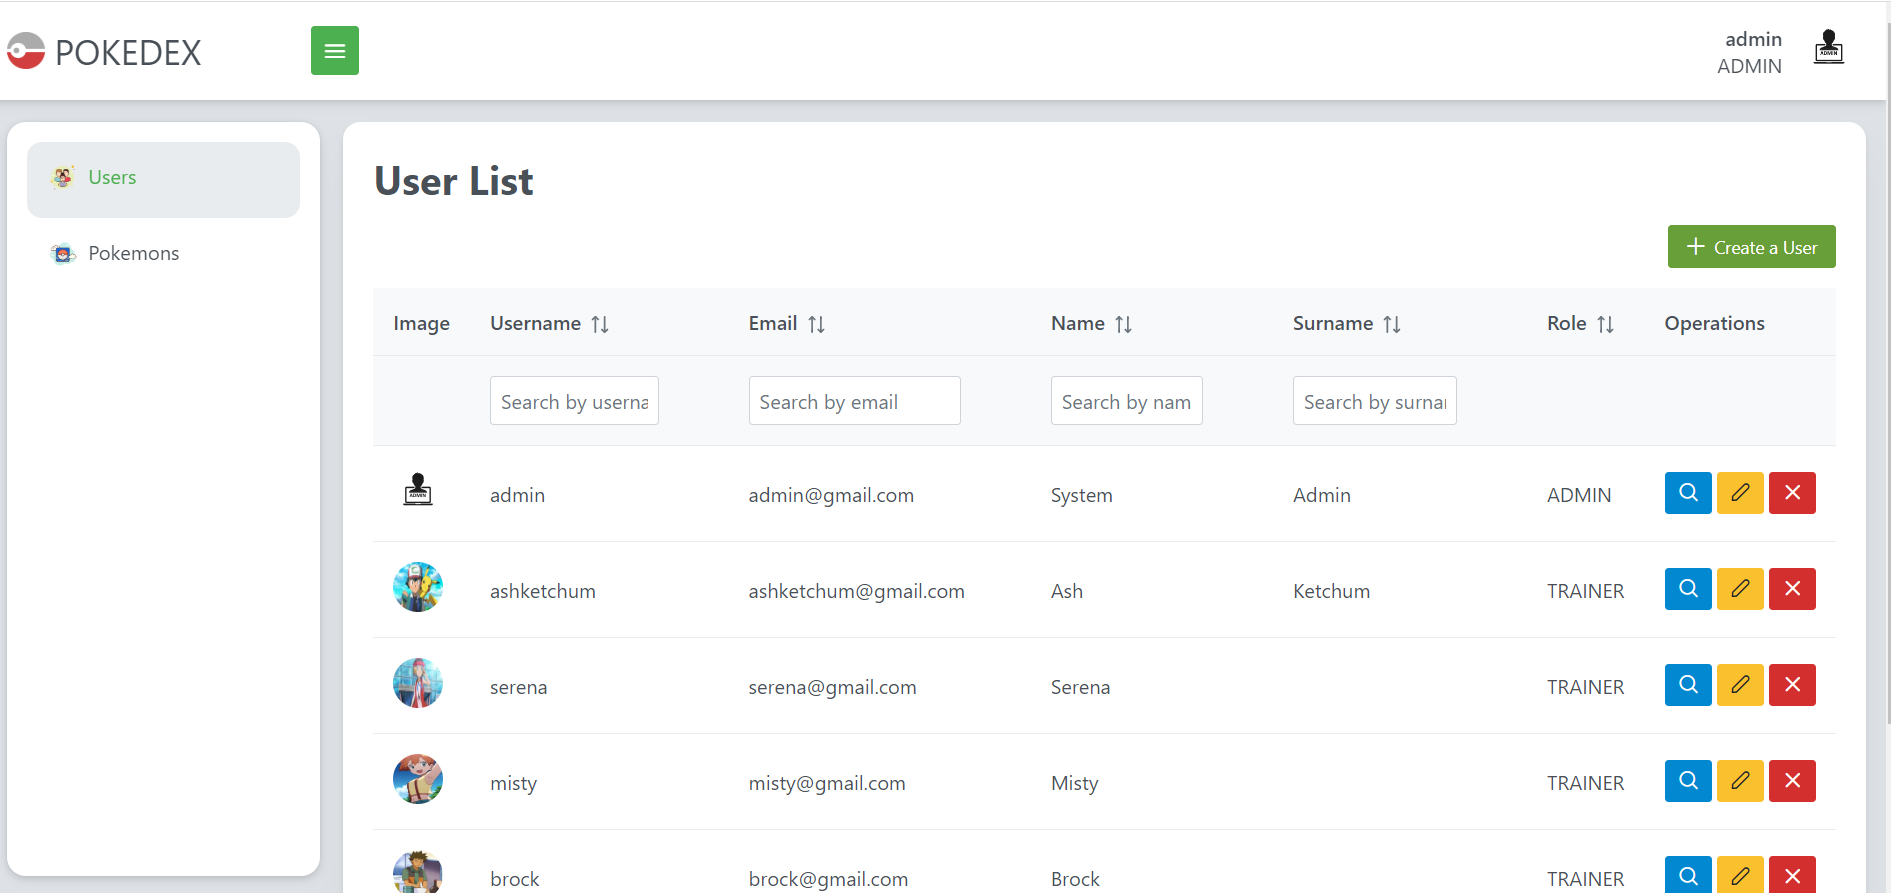 POKEDEX
admin
ADMIN
Users
Pokemons
User List
Create a User
Image Username Email Name Surname Role Operations
Search by userna Search by email Search by nam Search by surnar
ADMIN
admin admin@gmail.com System Admin ADMIN
ashketchum ashketchum@gmail.com Ash Ketchum TRAINER
serena serena@gmail.com Serena TRAINER
misty misty@gmail.com Misty TRAINER
brock brock@gmail.com Brock TRAINER